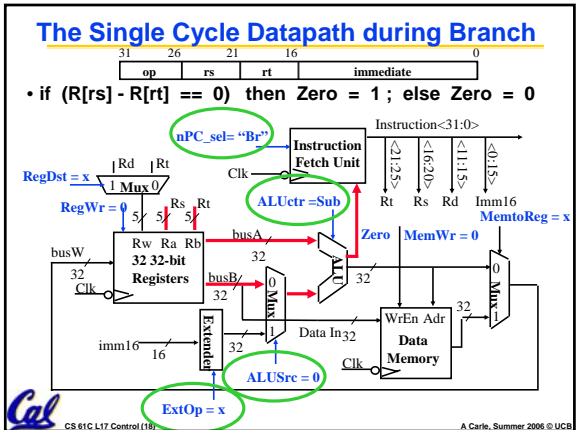 The Single Cycle Datapath during Branch
31 26 21 16 0
op rs rt immediate
• if (R[rs] - R[rt] == 0) then Zero = 1 ; else Zero = 0
nPC_sel= “Br”
Instruction
Fetch Unit
Clk
Instruction<31:0>
<21:25>
<16:20>
<11:15>
<0:15>
Rt Rs Rd Imm16
Rd Rt
RegDst = x
1 Mux 0
RegWr = 0
5 5 5
Rs Rt
ALUctr =Sub
Zero
MemWr = 0
MemtoReg = x
busW
32
Rw Ra Rb
32 32-bit
Registers
Clk
busA
32
busB
32
ALU
32
0
Mux
1
0
Mux
1
imm16
16
Extender
32
Data In 32
WrEn Adr
Data
Memory
32
Clk
ALUSrc = 0
ExtOp = x
Cal
CS 61C L17 Control (18)
A Carle, Summer 2006 © UCB